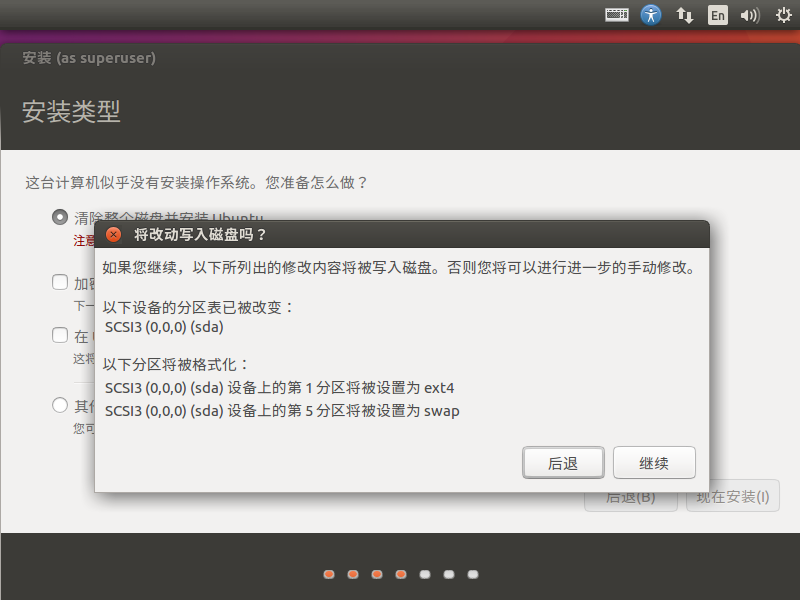 En
安装 (as superuser)
安装类型
这台计算机似乎没有安装操作系统。您准备怎么做？
清除整个磁盘并安装 Ubuntu
注意
将改动写入磁盘吗？
如果您继续，以下所列出的修改内容将被写入磁盘。否则您将可以进行进一步的手动修改。
加密
下一
以下设备的分区表已被改变：
SCSI3 (0,0,0) (sda)
在
这将
以下分区将被格式化：
SCSI3 (0,0,0) (sda) 设备上的第 1 分区将被设置为 ext4
其他
SCSI3 (0,0,0) (sda) 设备上的第 5 分区将被设置为 swap
您可
后退
继续
后退(B)
现在安装(I)